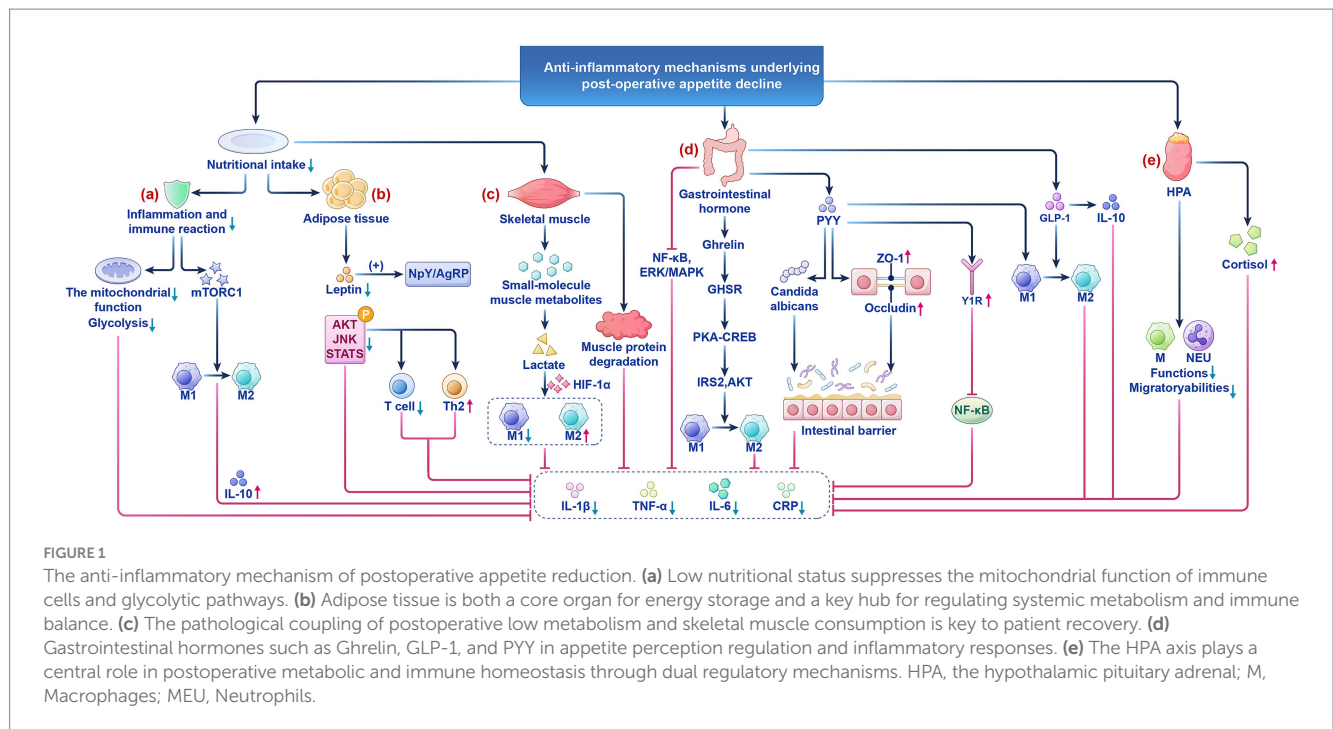 Anti-inflammatory mechanisms underlying
post-operative appetite decline
Nutritional intake ↓
(a)
Inflammation and
immune reaction ↓
The mitochondrial
function ↓
Glycolysis ↓
mTORC1
M1
M2
IL-10 ↑
(b)
Adipose tissue
Leptin ↓
(+)
NpY/AgRP
P
AKT
JNK
STATS
↓
T cell ↓
Th2 ↑
(c)
Skeletal muscle
Small-molecule
muscle metabolites
Lactate
HIF-1α
M1 ↓
M2 ↑
Muscle protein
degradation
(d)
Gastrointestinal
hormone
NF-κB,
ERK/MAPK
Ghrelin
GHSR
PKA-CREB
IRS2,AKT
M1
M2
PYY
Candida
albicans
ZO-1 ↑
Occludin ↑
Intestinal barrier
Y1R ↑
NF-κB
GLP-1
IL-10
M1
M2
(e)
HPA
Cortisol ↑
M
NEU
Functions ↓
Migratoryabilities ↓
IL-1β ↓
TNF-α ↓
IL-6 ↓
CRP ↓
FIGURE 1
The anti-inflammatory mechanism of postoperative appetite reduction. (a) Low nutritional status suppresses the mitochondrial function of immune
cells and glycolytic pathways. (b) Adipose tissue is both a core organ for energy storage and a key hub for regulating systemic metabolism and immune
balance. (c) The pathological coupling of postoperative low metabolism and skeletal muscle consumption is key to patient recovery. (d)
Gastrointestinal hormones such as Ghrelin, GLP-1, and PYY in appetite perception regulation and inflammatory responses. (e) The HPA axis plays a
central role in postoperative metabolic and immune homeostasis through dual regulatory mechanisms. HPA, the hypothalamic pituitary adrenal; M,
Macrophages; MEU, Neutrophils.